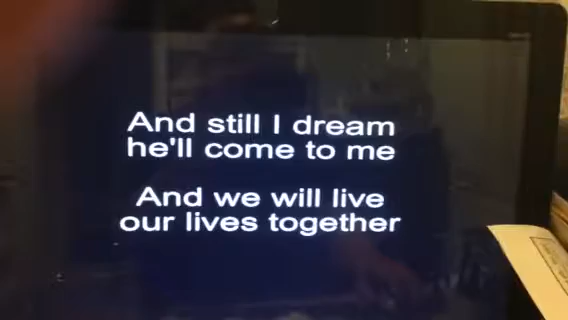 And still I dream
he'll come to me
And we will live
our lives together